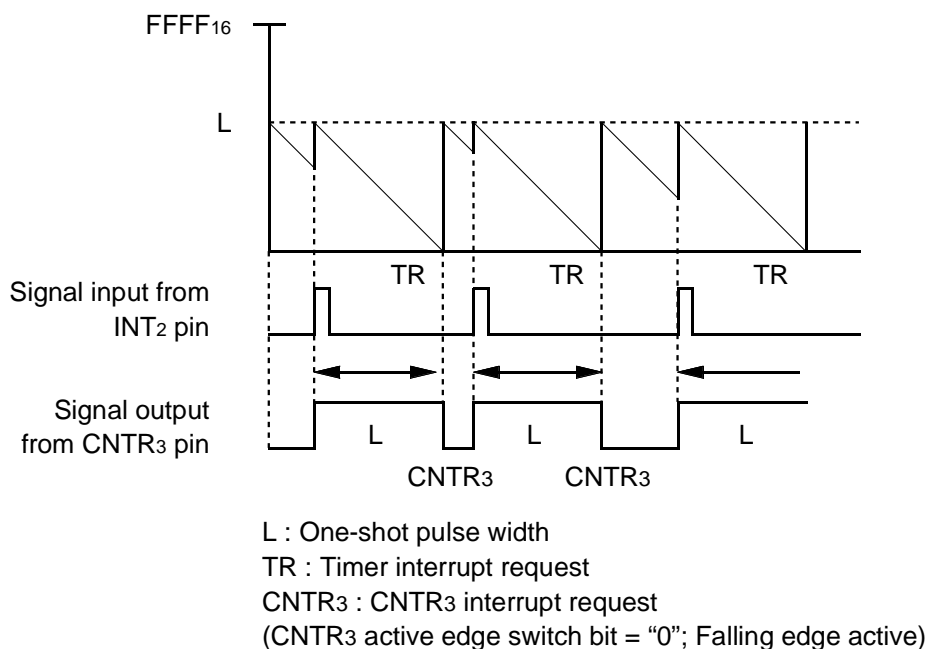 FFFF16
L
TR TR TR
Signal input from
INT2 pin
Signal output
from CNTR3 pin
L L L
CNTR3 CNTR3
L : One-shot pulse width
TR : Timer interrupt request
CNTR3 : CNTR3 interrupt request
(CNTR3 active edge switch bit = “0”; Falling edge active)